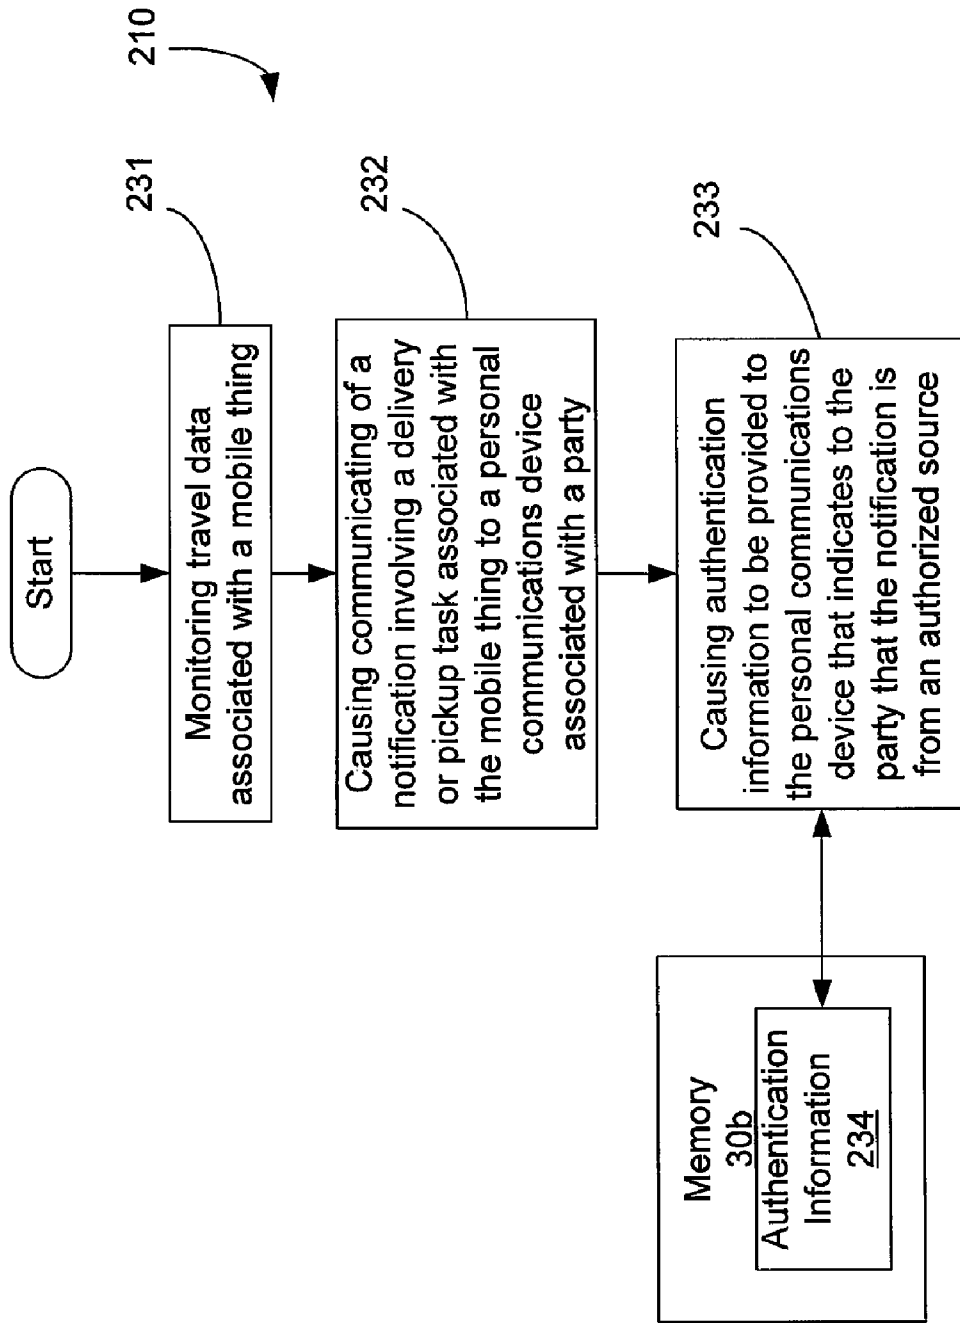 210
Start
231
Monitoring travel data
associated with a mobile thing
232
Causing communicating of a
notification involving a delivery
or pickup task associated with
the mobile thing to a personal
communications device
associated with a party
233
Causing authentication
information to be provided to
the personal communications
device that indicates to the
party that the notification is
from an authorized source
Memory
30b
Authentication
Information
234